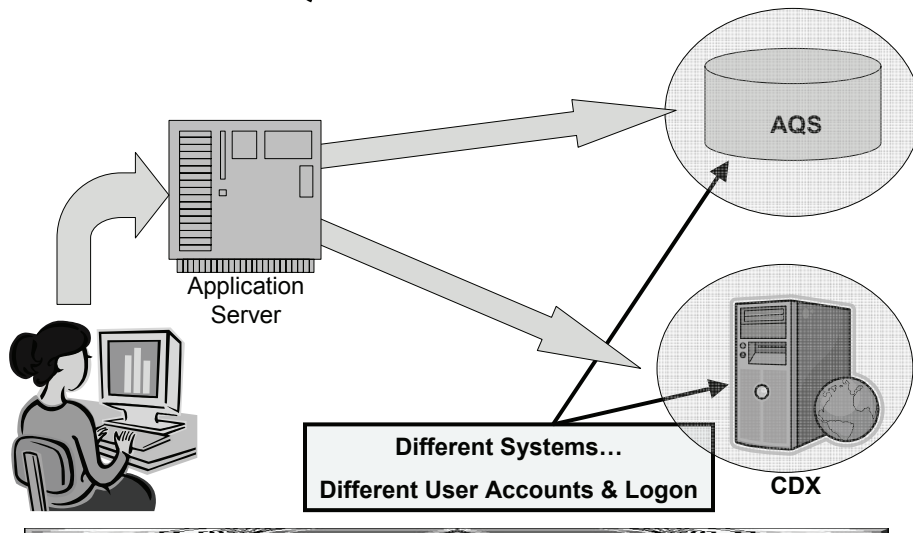 AQS
Application
Server
Different Systems…
Different User Accounts & Logon
CDX